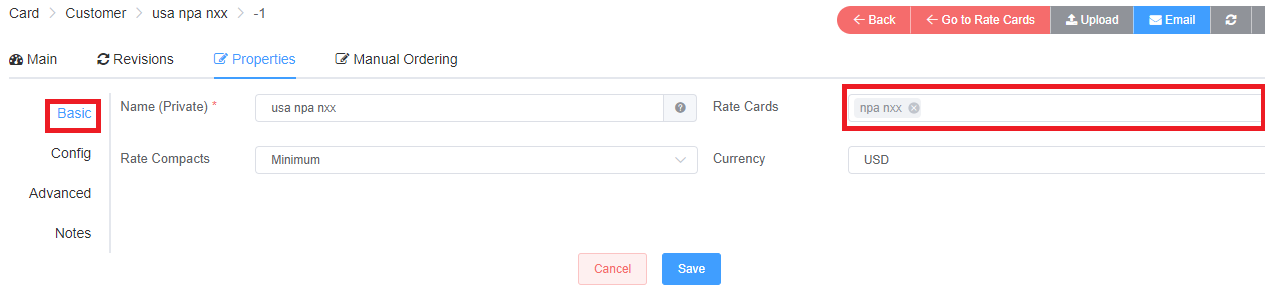 Card > Customer > usa npa nxx > -1
Back Go to Rate Cards Upload Email
Main Revisions Properties Manual Ordering
Basic
Config
Advanced
Notes
Name (Private) * usa npa nxx Rate Cards npa nxx
Rate Compacts Minimum Currency USD
Cancel Save